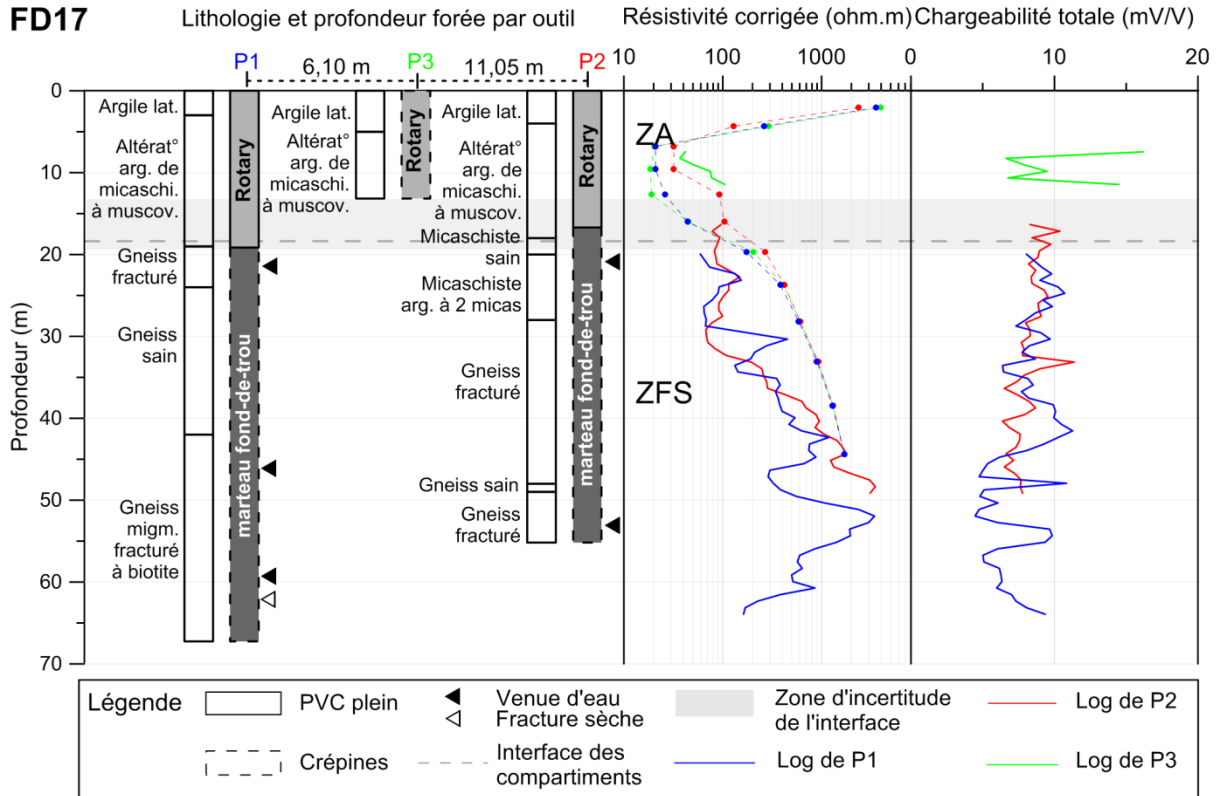 FD17
Lithologie et profondeur forée par outil
Résistivité corrigée (ohm.m)
Chargeabilité totale (mV/V)
P1
6,10 m
P3
11,05 m
P2
10
100
1000
0
10
20
Profondeur (m)
0
10
20
30
40
50
60
70
Argile lat.
Altérat°
arg. de
micaschi.
à muscov.
Gneiss
fracturé
Gneiss
sain
Gneiss
migm.
fracturé
à biotite
Rotary
marteau fond-de-trou
Argile lat.
Altérat°
arg. de
micaschi.
à muscov.
Rotary
Argile lat.
Altérat°
arg. de
micaschi.
à muscov.
Micaschiste
sain
Micaschiste
arg. à 2 micas
Gneiss
fracturé
Gneiss sain
Gneiss
fracturé
Rotary
marteau fond-de-trou
ZA
ZFS
Légende
PVC plein
Venue d'eau
Fracture sèche
Zone d'incertitude
de l'interface
Log de P2
Crépines
Interface des
compartiments
Log de P1
Log de P3